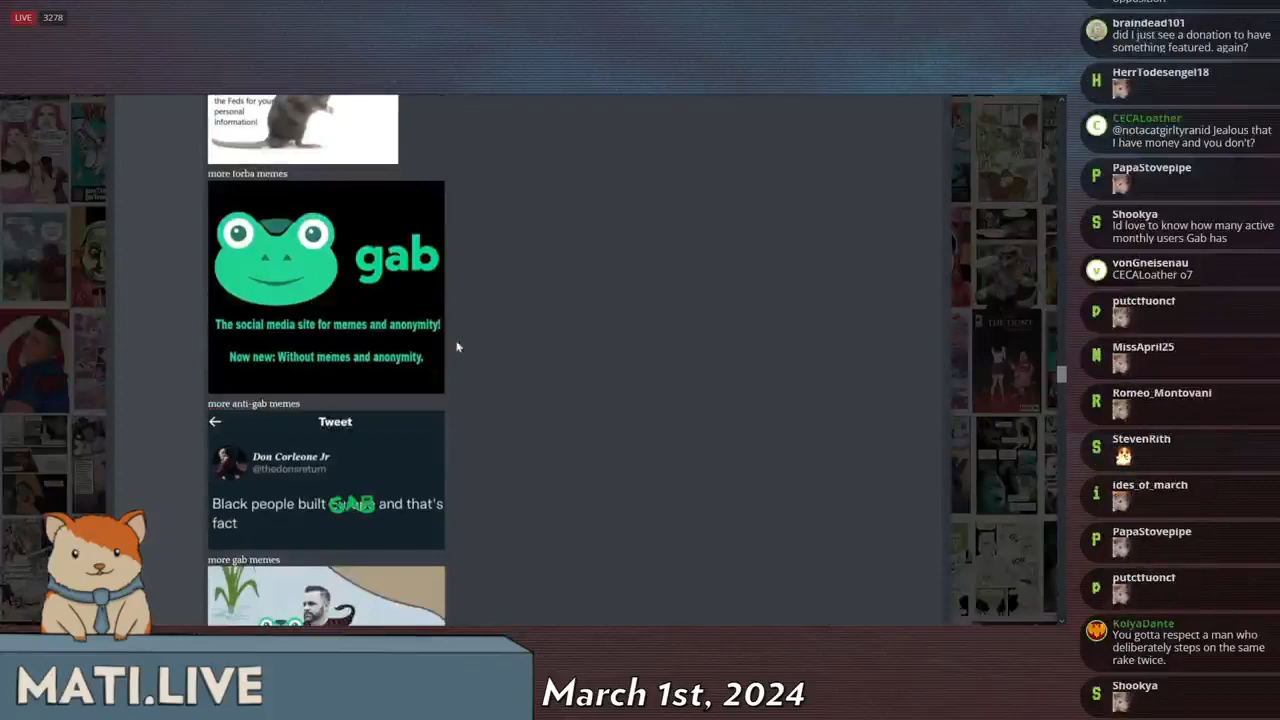 LIVE 3278
the Feds for your
personal
information!
more torba memes
gab
The social media site for memes and anonymity!
Now new: Without memes and anonymity.
more anti-gab memes
Tweet
Don Corleone Jr
@thedonsreturn
Black people built GAB and that's
fact
more gab memes
MATI.LIVE
March 1st, 2024
opposition
braindead101
did I just see a donation to have
something featured. again?
HerrTodesengel18
CECALoather
@notacatgirltyranid Jealous that
I have money and you don't?
PapaStovepipe
Shookya
Id love to know how many active
monthly users Gab has
vonGneisenau
CECALoather o7
putctfuonct
MissApril25
Romeo_Montovani
StevenRith
ides_of_march
PapaStovepipe
putctfuonct
KolyaDante
You gotta respect a man who
deliberately steps on the same
rake twice.
Shookya